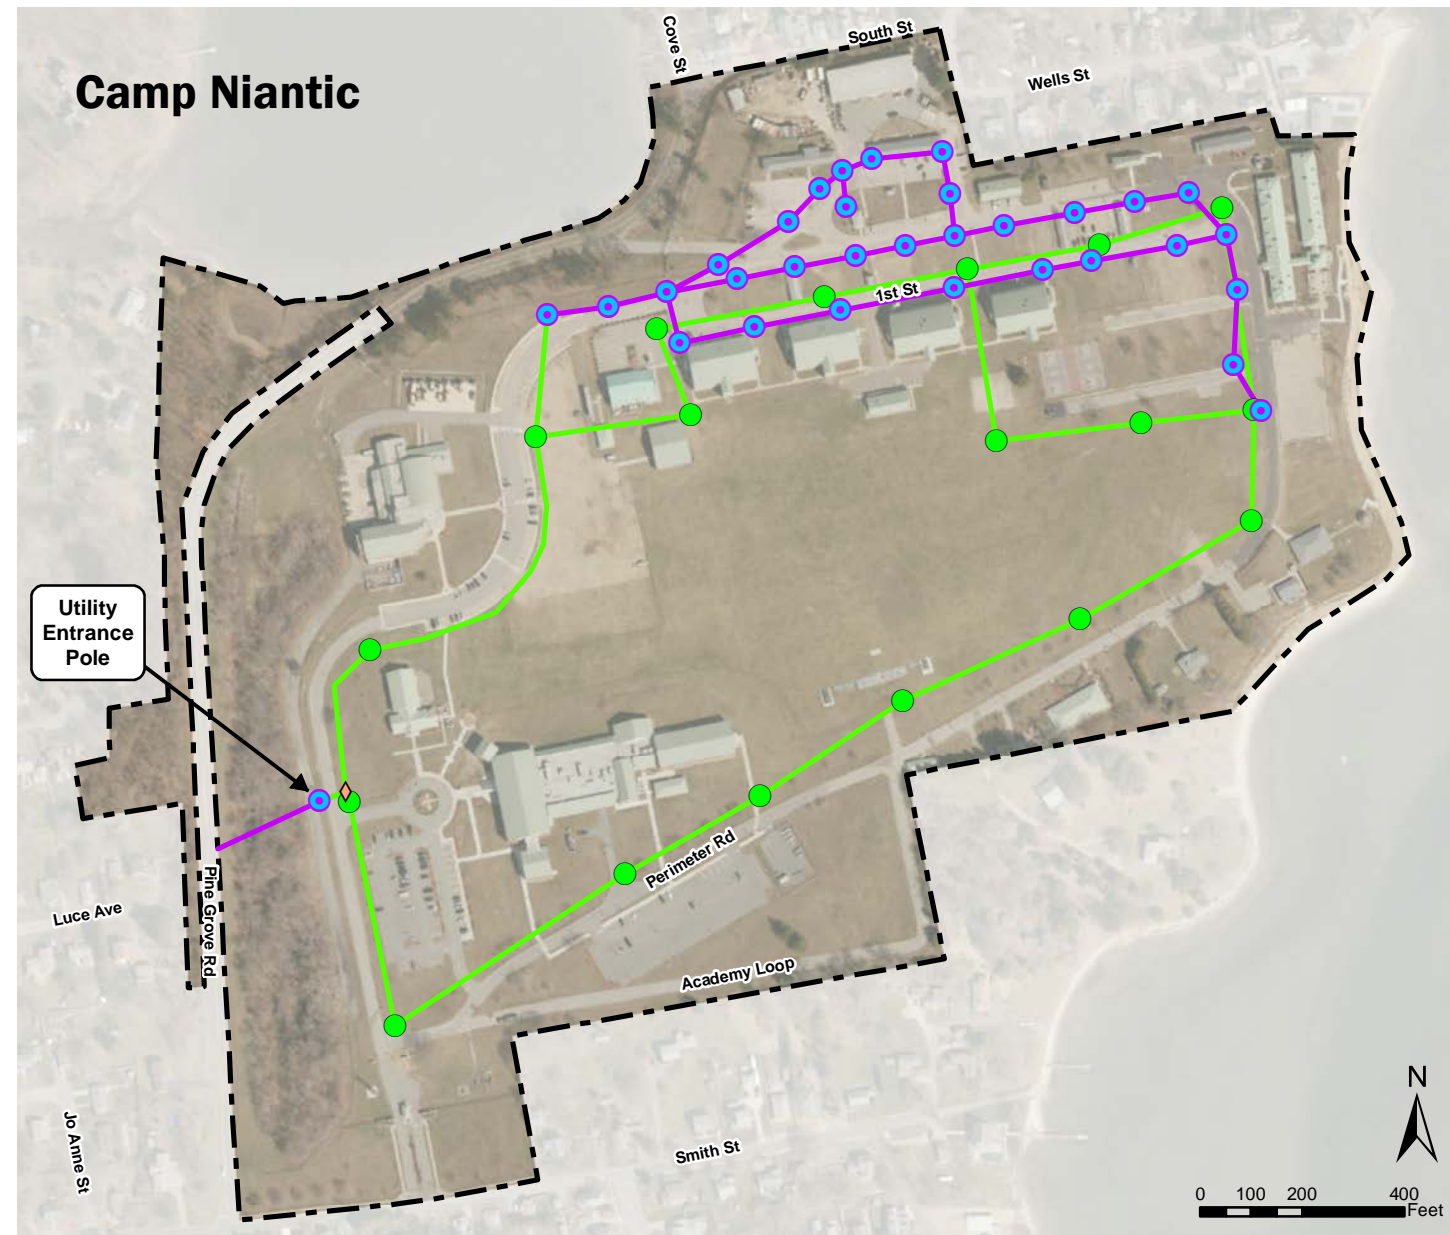 Cove St
South St
Wells St
Camp Niantic
1st St
Utility
Entrance
Pole
Perimeter Rd
Pine Grove Rd
Luce Ave
Academy Loop
Jo Anne St
Smith St
N
0 100 200 400
Feet